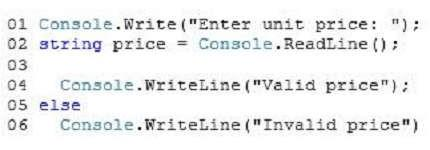 01 Console.Write("Enter unit price: ");
02 string price = Console.ReadLine();
03
04   Console.WriteLine("Valid price");
05 else
06   Console.WriteLine("Invalid price")